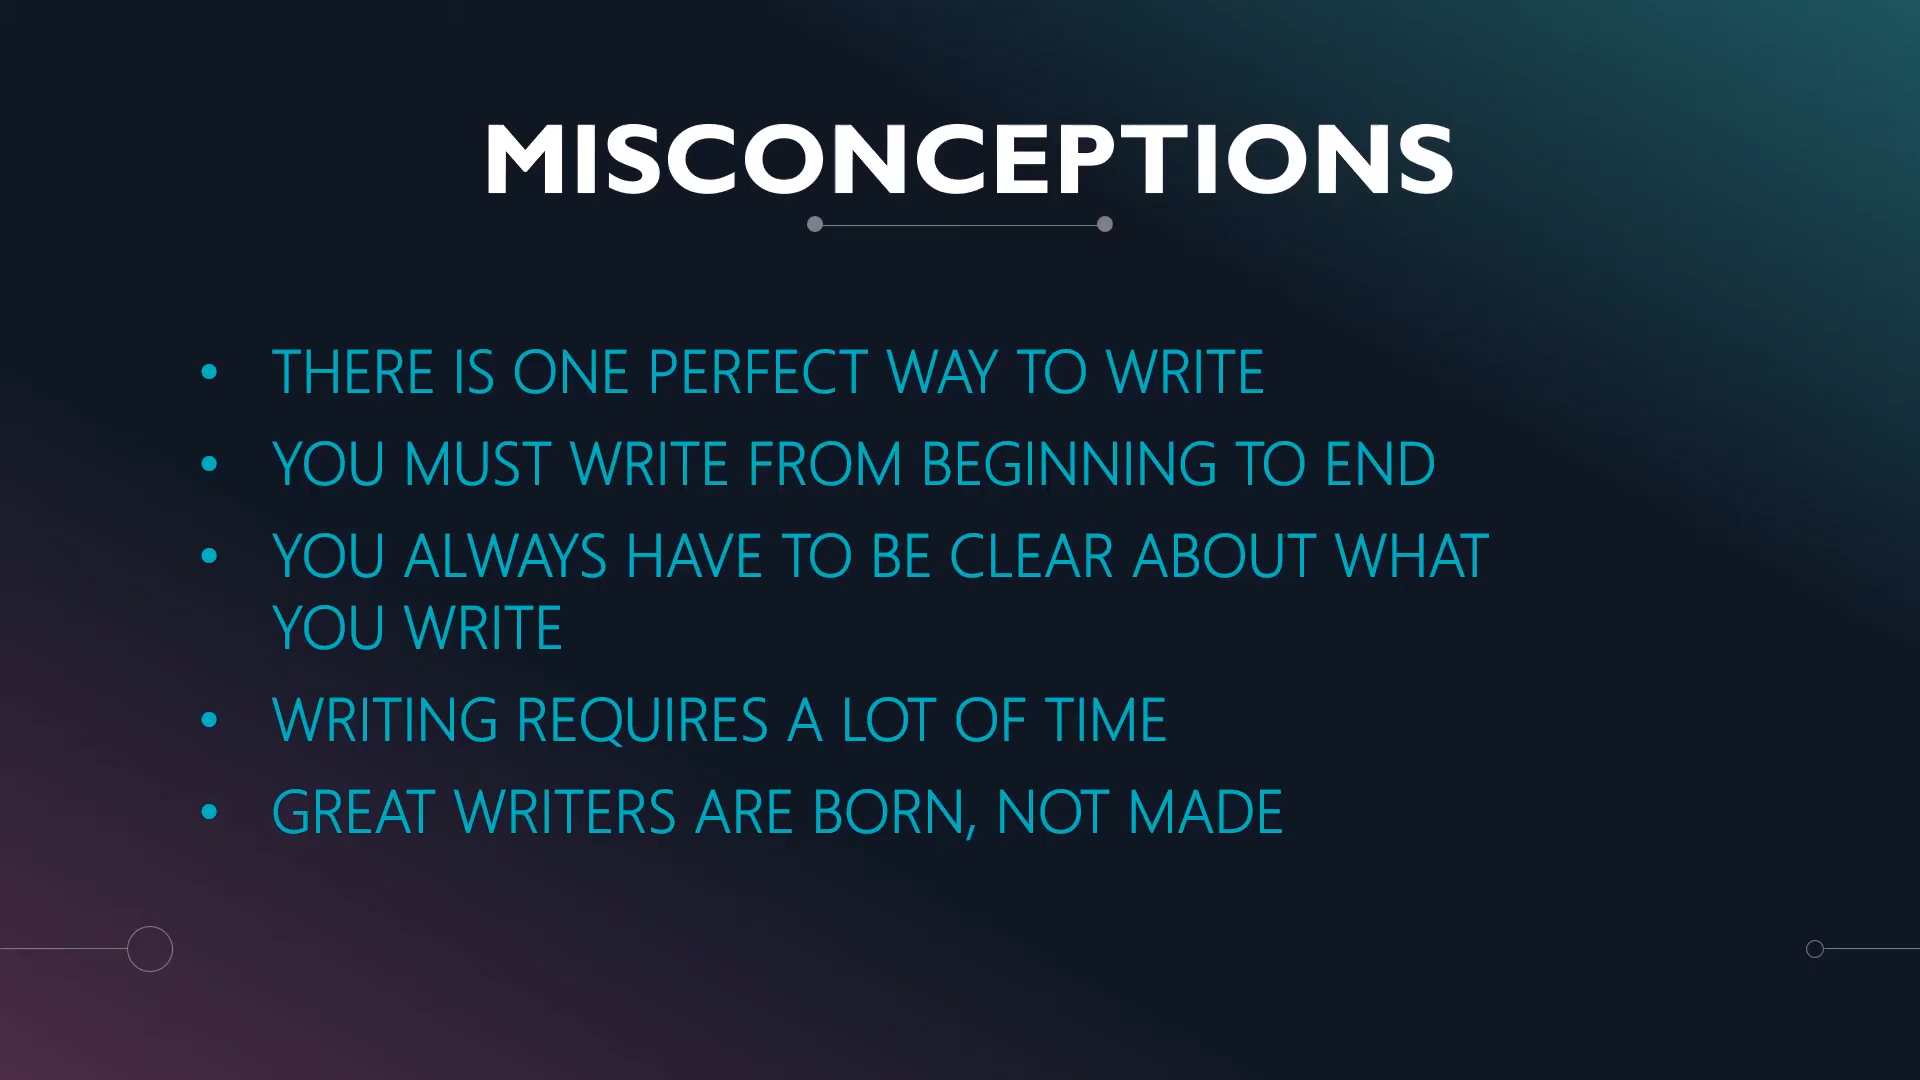 MISCONCEPTIONS
• THERE IS ONE PERFECT WAY TO WRITE
• YOU MUST WRITE FROM BEGINNING TO END
• YOU ALWAYS HAVE TO BE CLEAR ABOUT WHAT
YOU WRITE
• WRITING REQUIRES A LOT OF TIME
• GREAT WRITERS ARE BORN, NOT MADE